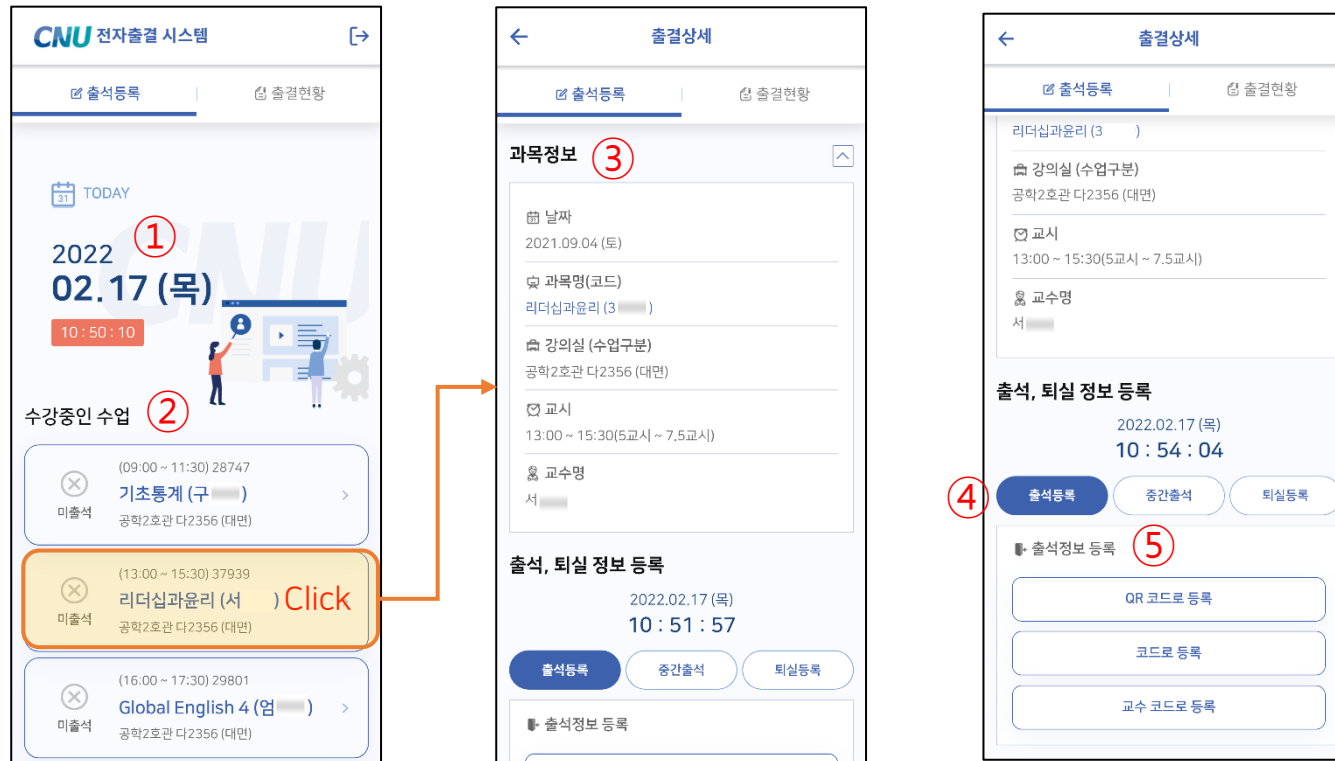 CNU 전자출결 시스템
출석등록
출결현황
31 TODAY
①
2022
02.17 (목)
10:50:10
수강중인 수업 ②
(09:00 ~ 11:30) 28747
기초통계 (구 )
미출석
공학2호관 다2356 (대면)
(13:00 ~ 15:30) 37939
리더십과윤리 (서 ) Click
미출석
공학2호관 다2356 (대면)
(16:00 ~ 17:30) 29801
Global English 4 (엄 )
미출석
공학2호관 다2356 (대면)
출결상세
출석등록
출결현황
과목정보 ③
날짜
2021.09.04 (토)
과목명(코드)
리더십과윤리 (3 )
강의실 (수업구분)
공학2호관 다2356 (대면)
교시
13:00 ~ 15:30(5교시 ~ 7.5교시)
교수명
서
출석, 퇴실 정보 등록
2022.02.17 (목)
10 : 51 : 57
출석등록
중간출석
퇴실등록
출석정보 등록
출결상세
출석등록
출결현황
리더십과윤리 (3 )
강의실 (수업구분)
공학2호관 다2356 (대면)
교시
13:00 ~ 15:30(5교시 ~ 7.5교시)
교수명
서
출석, 퇴실 정보 등록
2022.02.17 (목)
10 : 54 : 04
④ 출석등록
중간출석
퇴실등록
출석정보 등록 ⑤
QR 코드로 등록
코드로 등록
교수 코드로 등록